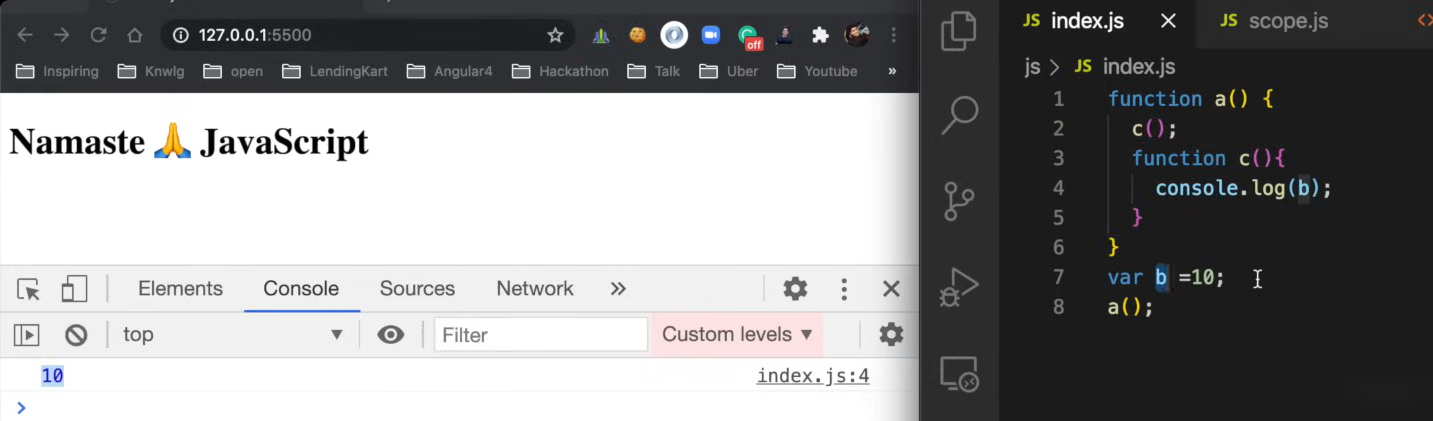 127.0.0.1:5500
off
Inspiring Knwlg open LendingKart Angular4 Hackathon Talk Uber Youtube »
Namaste 🙏 JavaScript
Elements Console Sources Network »
top ▼ Filter Custom levels ▼
10 index.js:4
>
JS index.js × JS scope.js <>
js > JS index.js
1 function a() {
2 c();
3 function c(){
4 console.log(b);
5 }
6 }
7 var b =10;
8 a();